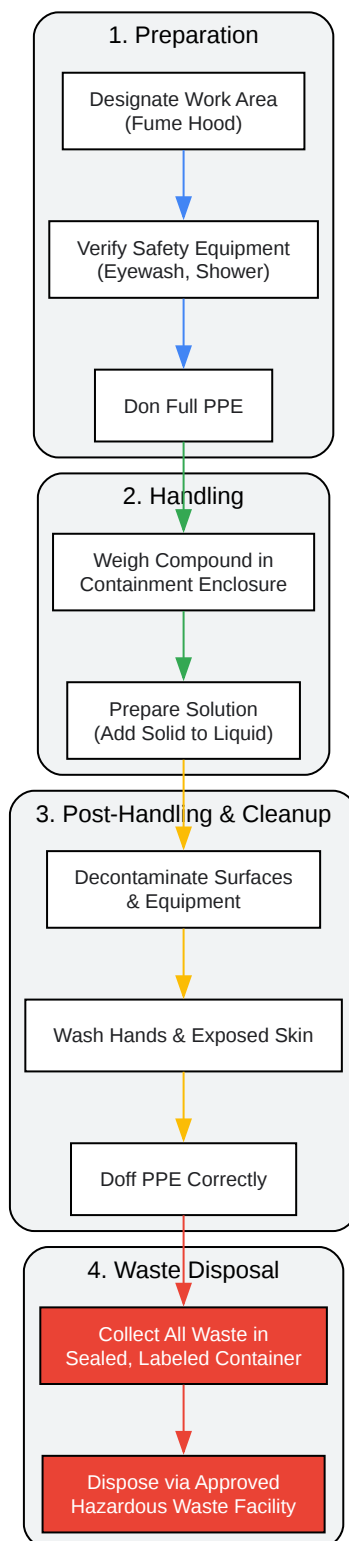 1. Preparation
Designate Work Area
(Fume Hood)
Verify Safety Equipment
(Eyewash, Shower)
Don Full PPE
2. Handling
Weigh Compound in
Containment Enclosure
Prepare Solution
(Add Solid to Liquid)
3. Post-Handling & Cleanup
Decontaminate Surfaces
& Equipment
Wash Hands & Exposed Skin
Doff PPE Correctly
4. Waste Disposal
Collect All Waste in
Sealed, Labeled Container
Dispose via Approved
Hazardous Waste Facility